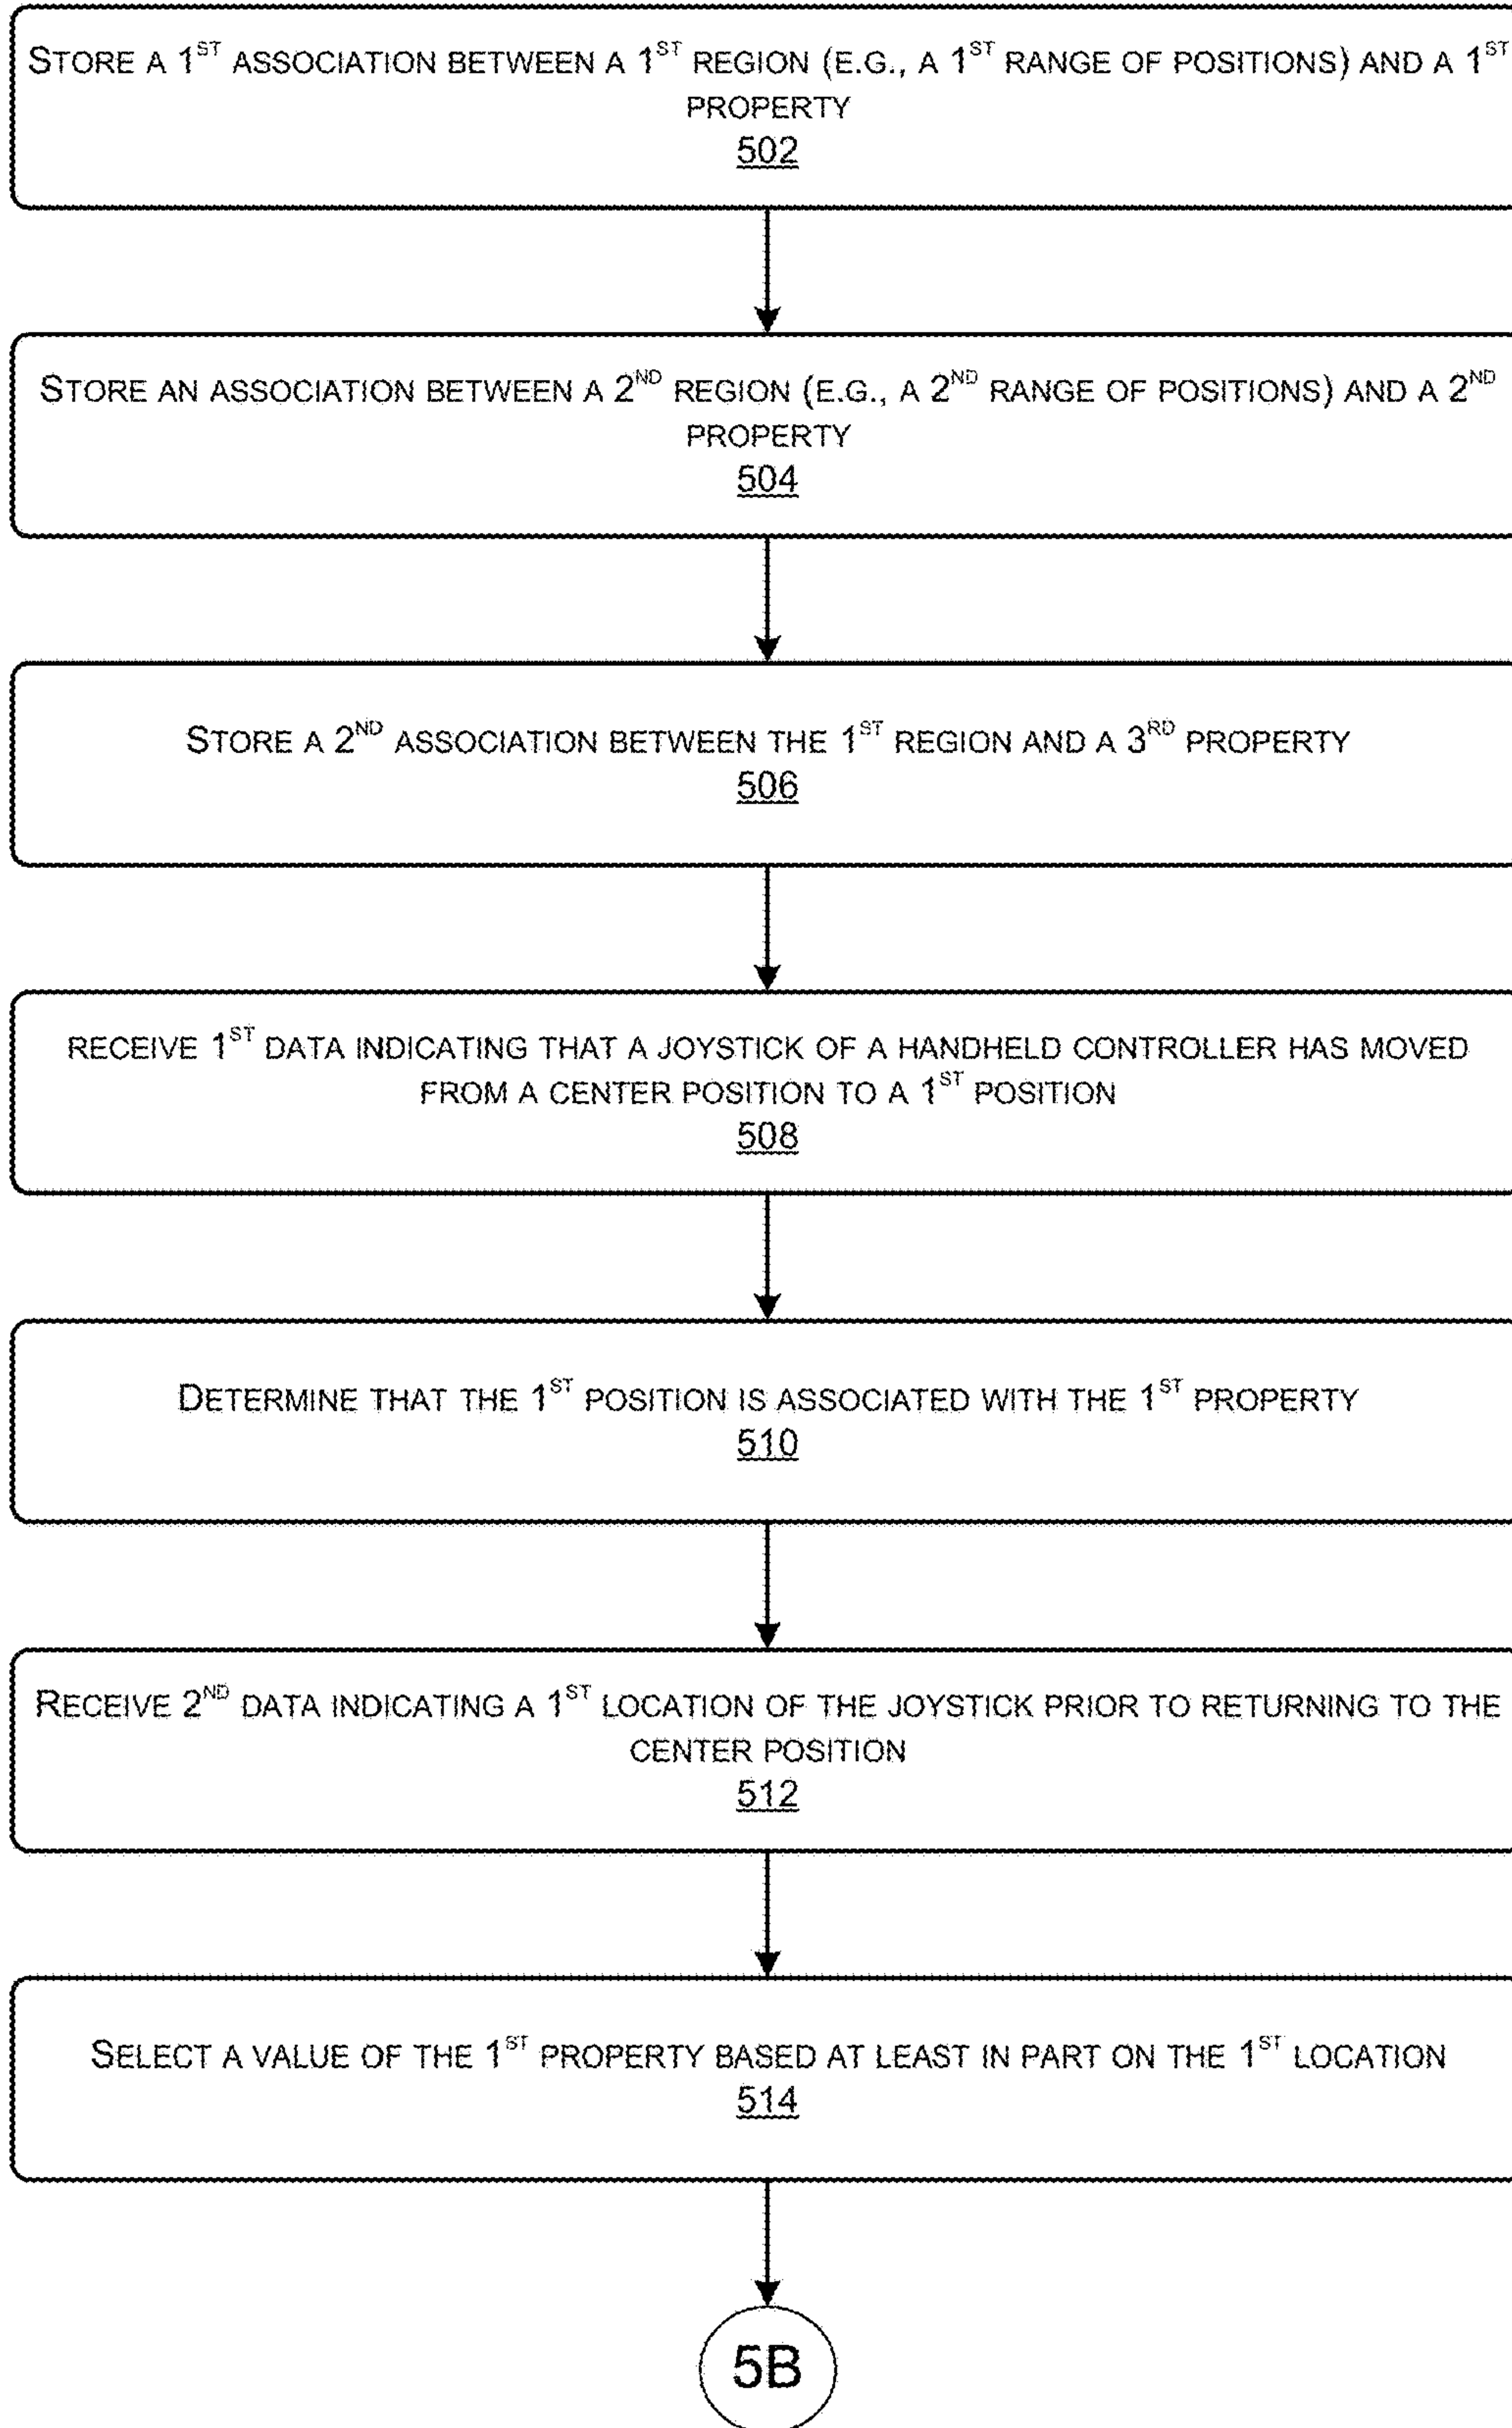 STORE A 1ST ASSOCIATION BETWEEN A 1ST REGION (E.G., A 1ST RANGE OF POSITIONS) AND A 1ST
PROPERTY
502
STORE AN ASSOCIATION BETWEEN A 2ND REGION (E.G., A 2ND RANGE OF POSITIONS) AND A 2ND
PROPERTY
504
STORE A 2ND ASSOCIATION BETWEEN THE 1ST REGION AND A 3RD PROPERTY
506
RECEIVE 1ST DATA INDICATING THAT A JOYSTICK OF A HANDHELD CONTROLLER HAS MOVED
FROM A CENTER POSITION TO A 1ST POSITION
508
DETERMINE THAT THE 1ST POSITION IS ASSOCIATED WITH THE 1ST PROPERTY
510
RECEIVE 2ND DATA INDICATING A 1ST LOCATION OF THE JOYSTICK PRIOR TO RETURNING TO THE
CENTER POSITION
512
SELECT A VALUE OF THE 1ST PROPERTY BASED AT LEAST IN PART ON THE 1ST LOCATION
514
5B